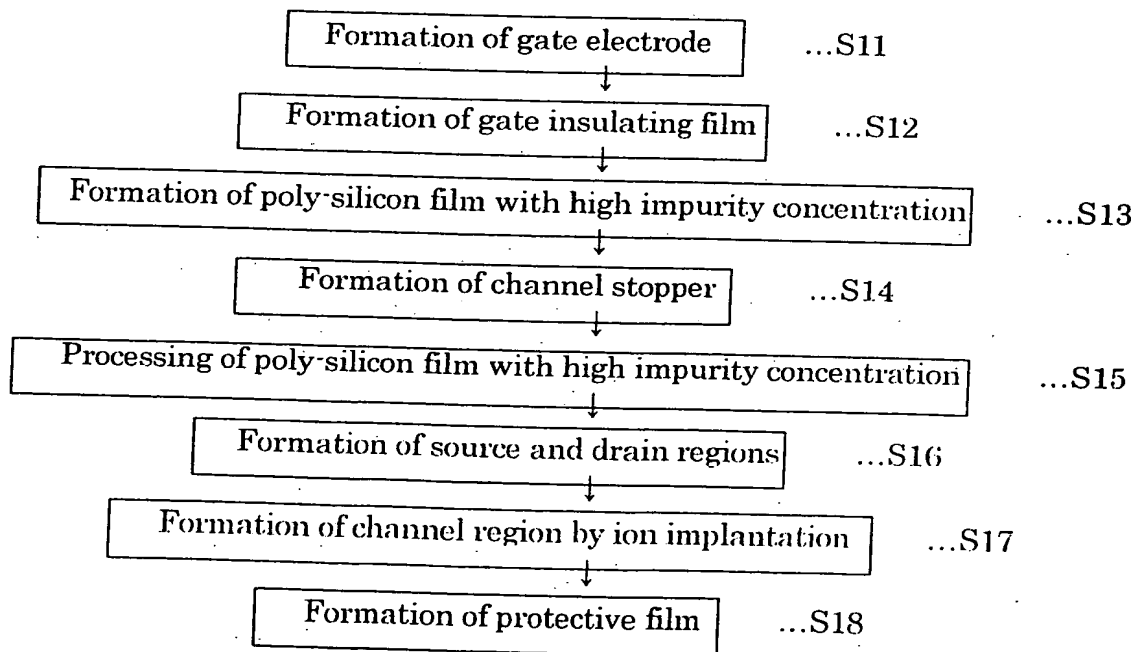 Formation of gate electrode ...S11
Formation of gate insulating film ...S12
Formation of poly-silicon film with high impurity concentration ...S13
Formation of channel stopper ...S14
Processing of poly-silicon film with high impurity concentration ...S15
Formation of source and drain regions ...S16
Formation of channel region by ion implantation ...S17
Formation of protective film ...S18